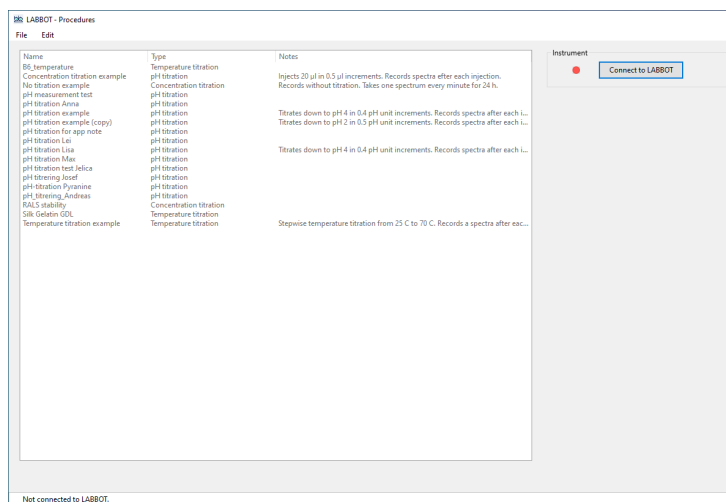 LABBOT - Procedures
File Edit
Instrument
Connect to LABBOT
Name Type Notes
B6_temperature Temperature titration
Concentration titration example pH titration Injects 20 µl in 0.5 µl increments. Records spectra after each injection.
No titration example Concentration titration Records without titration. Takes one spectrum every minute for 24 h.
pH measurement test pH titration
pH titration Anna pH titration
pH titration example pH titration Titrates down to pH 4 in 0.4 pH unit increments. Records spectra after each i...
pH titration example (copy) pH titration Titrates down to pH 2 in 0.5 pH unit increments. Records spectra after each i...
pH titration for app note pH titration
pH titration Lei pH titration
pH titration Lisa pH titration Titrates down to pH 4 in 0.4 pH unit increments. Records spectra after each i...
pH titration Max pH titration
pH titration test Jelica pH titration
pH titrering Josef pH titration
pH-titration Pyranine pH titration
pH_titrering_Andreas pH titration
RALS stability Concentration titration
Silk Gelatin GDL Temperature titration
Temperature titration example Temperature titration Stepwise temperature titration from 25 C to 70 C. Records a spectra after eac...
Not connected to LABBOT.